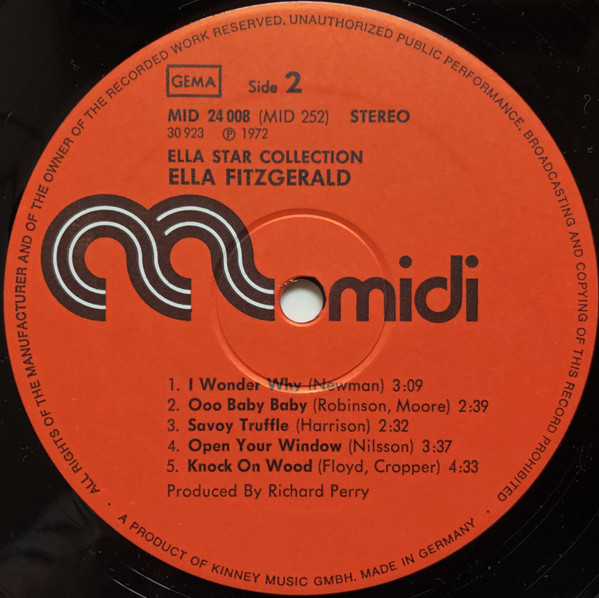 ALL RIGHTS OF THE MANUFACTURER AND OF THE OWNER OF THE RECORDED WORK RESERVED. UNAUTHORIZED PUBLIC PERFORMANCE, BROADCASTING AND COPYING OF THIS RECORD PROHIBITED
GEMA Side 2
MID 24 008 (MID 252) STEREO
30 923 ℗ 1972
ELLA STAR COLLECTION
ELLA FITZGERALD
midi
1. I Wonder Why (Newman) 3:09
2. Ooo Baby Baby (Robinson, Moore) 2:39
3. Savoy Truffle (Harrison) 2:32
4. Open Your Window (Nilsson) 3:37
5. Knock On Wood (Floyd, Cropper) 4:33
Produced By Richard Perry
· A PRODUCT OF KINNEY MUSIC GMBH. MADE IN GERMANY ·